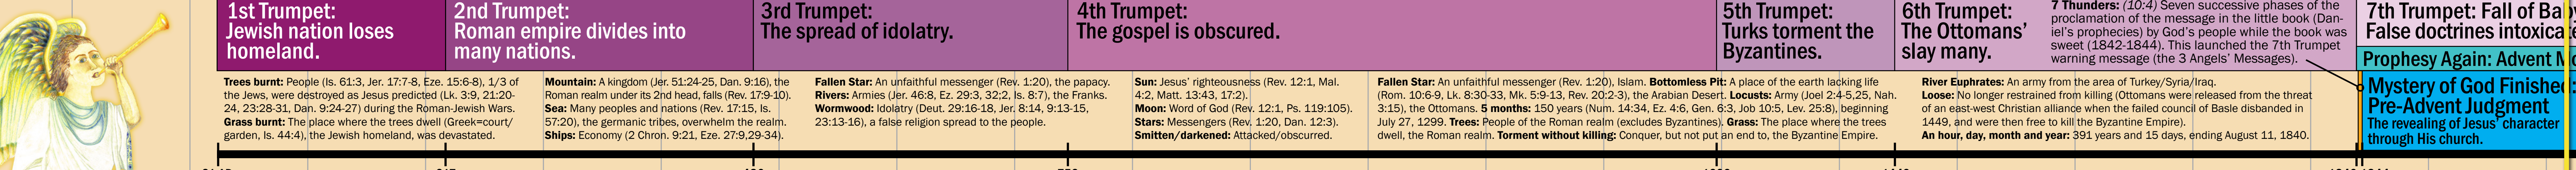 1st Trumpet:
Jewish nation loses
homeland.
2nd Trumpet:
Roman empire divides into
many nations.
3rd Trumpet:
The spread of idolatry.
4th Trumpet:
The gospel is obscured.
5th Trumpet:
Turks torment the
Byzantines.
6th Trumpet:
The Ottomans’
slay many.
7 Thunders: (10:4) Seven successive phases of the
proclamation of the message in the little book (Dan-
iel’s prophecies) by God’s people while the book was
sweet (1842-1844). This launched the 7th Trumpet
warning message (the 3 Angels’ Messages).
7th Trumpet: Fall of
False doctrines
Prophesy Again: Advent
Mystery of God Finished:
Pre-Advent Judgment
The revealing of Jesus’ character
through His church.
Trees burnt: People (Is. 61:3, Jer. 17:7-8, Eze. 15:6-8), 1/3 of
the Jews, were destroyed as Jesus predicted (Lk. 3:9, 21:20-
24, 23:28-31, Dan. 9:24-27) during the Roman-Jewish Wars.
Grass burnt: The place where the trees dwell (Greek=court/
garden, Is. 44:4), the Jewish homeland, was devastated.
Mountain: A kingdom (Jer. 51:24-25, Dan. 9:16), the
Roman realm under its 2nd head, falls (Rev. 17:9-10).
Sea: Many peoples and nations (Rev. 17:15, Is.
57:20), the germanic tribes, overwhelm the realm.
Ships: Economy (2 Chron. 9:21, Eze. 27:9,29-34).
Fallen Star: An unfaithful messenger (Rev. 1:20), the papacy.
Rivers: Armies (Jer. 46:8, Ez. 29:3, 32:2, Is. 8:7), the Franks.
Wormwood: Idolatry (Deut. 29:16-18, Jer. 8:14, 9:13-15,
23:13-16), a false religion spread to the people.
Sun: Jesus’ righteousness (Rev. 12:1, Mal.
4:2, Matt. 13:43, 17:2).
Moon: Word of God (Rev. 12:1, Ps. 119:105).
Stars: Messengers (Rev. 1:20, Dan. 12:3).
Smitten/darkened: Attacked/obscured.
Fallen Star: An unfaithful messenger (Rev. 1:20), Islam. Bottomless Pit: A place of the earth lacking life
(Rom. 10:6-9, Lk. 8:30-33, Mk. 5:9-13, Rev. 20:2-3), the Arabian Desert. Locusts: Army (Joel 2:4-5,25, Nah.
3:15), the Ottomans. 5 months: 150 years (Num. 14:34, Ez. 4:6, Gen. 6:3, Job 10:5, Lev. 25:8), beginning
July 27, 1299. Trees: People of the Roman realm (excludes Byzantines). Grass: The place where the trees
dwell, the Roman realm. Torment without killing: Conquer, but not put an end to, the Byzantine Empire.
River Euphrates: An army from the area of Turkey/Syria/Iraq.
Loose: No longer restrained from killing (Ottomans were released from the threat
of an east-west Christian alliance when the failed council of Basle disbanded in
1449, and were then free to kill the Byzantine Empire).
An hour, day, month and year: 391 years and 15 days, ending August 11, 1840.